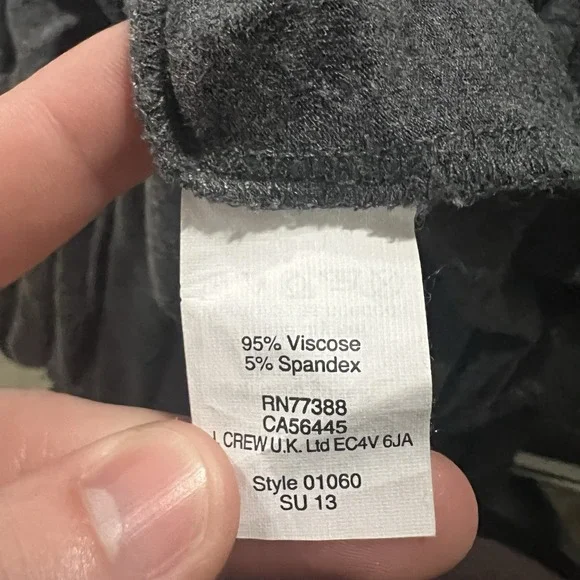 95% Viscose
5% Spandex
RN77388
CA56445
J. CREW U.K. Ltd EC4V 6JA
Style 01060
SU 13